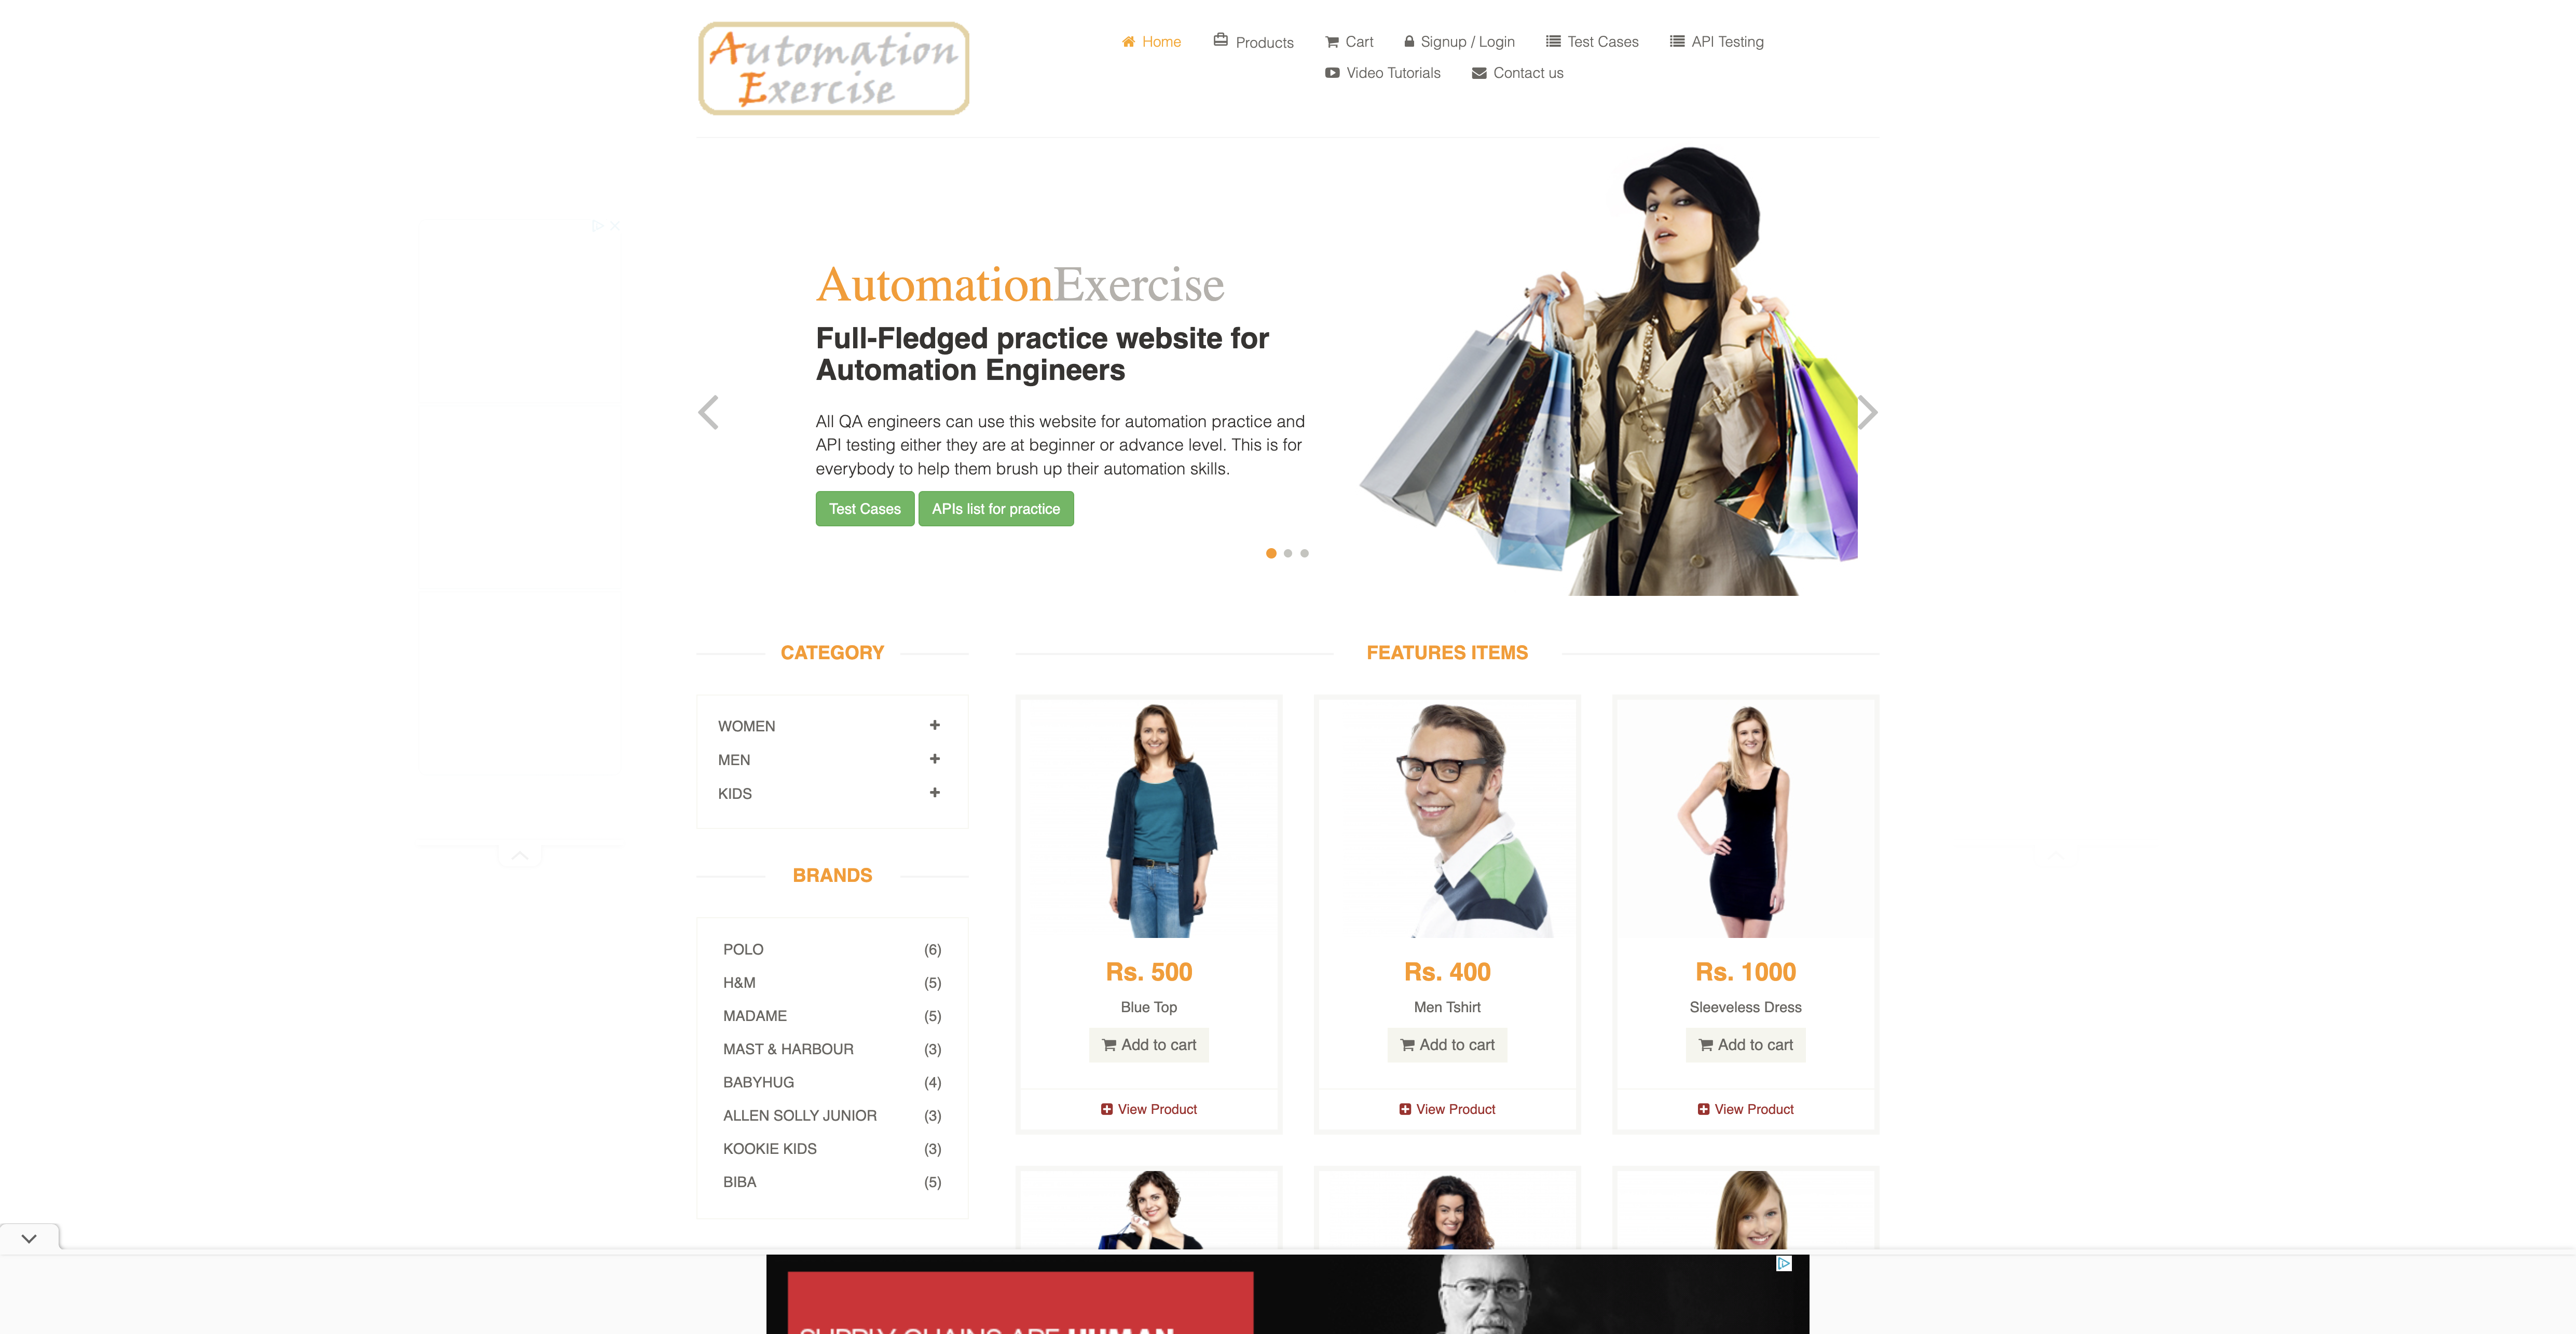 Automation
Exercise
Home
Products
Cart
Signup / Login
Test Cases
API Testing
Video Tutorials
Contact us
AutomationExercise
Full-Fledged practice website for
Automation Engineers
All QA engineers can use this website for automation practice and
API testing either they are at beginner or advance level. This is for
everybody to help them brush up their automation skills.
Test Cases
APIs list for practice
CATEGORY
WOMEN
MEN
KIDS
BRANDS
POLO (6)
H&M (5)
MADAME (5)
MAST & HARBOUR (3)
BABYHUG (4)
ALLEN SOLLY JUNIOR (3)
KOOKIE KIDS (3)
BIBA (5)
FEATURES ITEMS
Rs. 500
Blue Top
Add to cart
View Product
Rs. 400
Men Tshirt
Add to cart
View Product
Rs. 1000
Sleeveless Dress
Add to cart
View Product
SUPPLY CHAINS ARE HUMAN